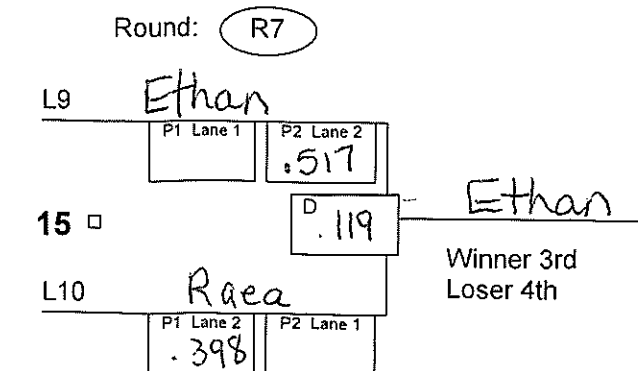 Round: R7
L9 Ethan
P1 Lane 1 P2 Lane 2
.517
15 D .119 Ethan
Winner 3rd
Loser 4th
L10 Raea
P1 Lane 2 P2 Lane 1
.398